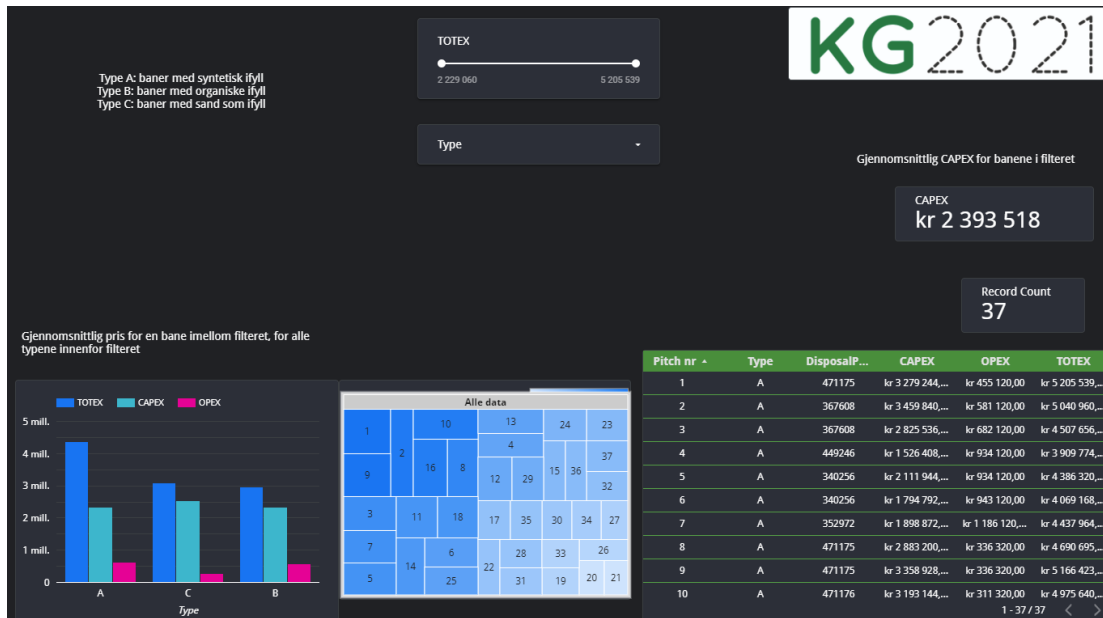 TOTEX
2 229 060 5 205 539
KG2021
Type A: baner med syntetisk ifyll
Type B: baner med organiske ifyll
Type C: baner med sand som ifyll
Type
Gjennomsnittlig CAPEX for banene i filteret
CAPEX
kr 2 393 518
Record Count
37
Gjennomsnittlig pris for en bane imellom filteret, for alle
typene innenfor filteret
TOTEX CAPEX OPEX
5 mill.
4 mill.
3 mill.
2 mill.
1 mill.
0
A C B
Type
Alle data
1 2 10 13 24 23
4
9 16 8 12 29 15 36 37
32
3 11 18 17 35 30 34 27
7 14 6 22 28 33 26
5 25 31 19 20 21
Pitch nr Type DisposalP... CAPEX OPEX TOTEX
1 A 471175 kr 3 279 244,... kr 455 120,00 kr 5 205 539,...
2 A 367608 kr 3 459 840,... kr 581 120,00 kr 5 040 960,...
3 A 367608 kr 2 825 536,... kr 682 120,00 kr 4 507 656,...
4 A 449246 kr 1 526 408,... kr 934 120,00 kr 3 909 774,...
5 A 340256 kr 2 111 944,... kr 934 120,00 kr 4 386 320,...
6 A 340256 kr 1 794 792,... kr 943 120,00 kr 4 069 168,...
7 A 352972 kr 1 898 872,... kr 1 186 120,... kr 4 437 964,...
8 A 471175 kr 2 883 200,... kr 336 320,00 kr 4 690 695,...
9 A 471175 kr 3 358 928,... kr 336 320,00 kr 5 166 423,...
10 A 471176 kr 3 193 144,... kr 311 320,00 kr 4 975 640,...
1 - 37 / 37